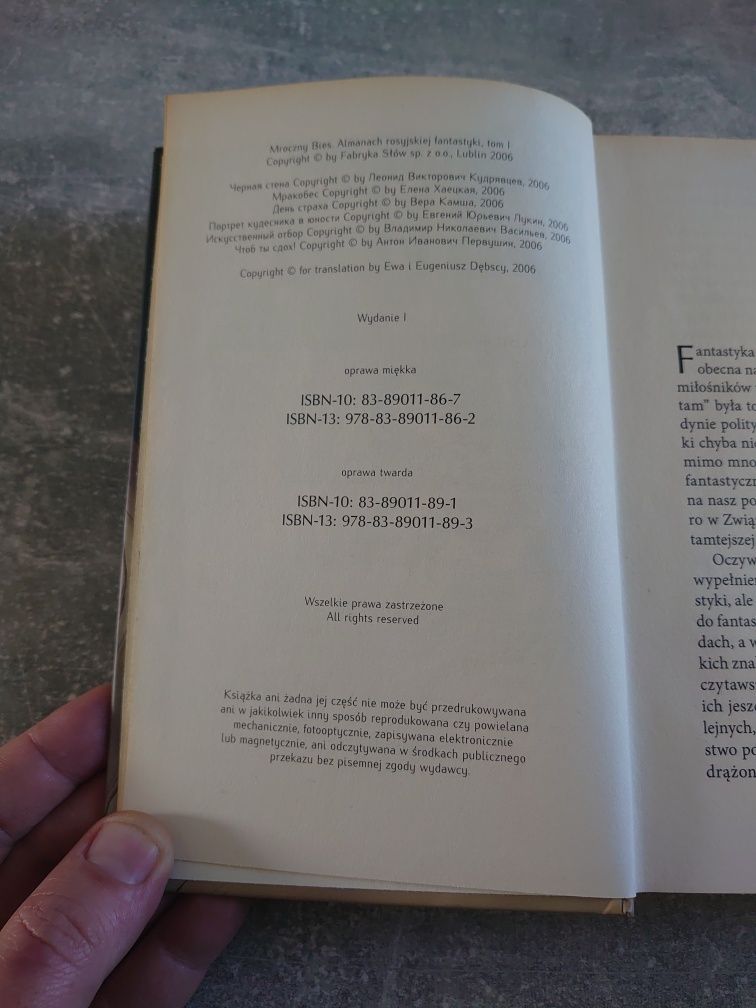 Mroczny Bies. Almanach rosyjskiej fantastyki, tom I
Copyright © by Fabryka Słów sp. z o.o., Lublin 2006
Черная стена Copyright © by Леонид Викторович Кудрявцев, 2006
Мракобес Copyright © by Елена Хаецкая, 2006
День страха Copyright © by Вера Камша, 2006
Портрет кудесника в юности Copyright © by Евгений Юрьевич Лукин, 2006
Искусственный отбор Copyright © by Владимир Николаевич Васильев, 2006
Чтоб ты сдох! Copyright © by Антон Иванович Первушин, 2006
Copyright © for translation by Ewa i Eugeniusz Dębscy, 2006
Wydanie I
oprawa miękka
ISBN-10: 83-89011-86-7
ISBN-13: 978-83-89011-86-2
oprawa twarda
ISBN-10: 83-89011-89-1
ISBN-13: 978-83-89011-89-3
Wszelkie prawa zastrzeżone
All rights reserved
Książka ani żadna jej część nie może być przedrukowywana
ani w jakikolwiek inny sposób reprodukowana czy powielana
mechanicznie, fotooptycznie, zapisywana elektronicznie
lub magnetycznie, ani odczytywana w środkach publicznego
przekazu bez pisemnej zgody wydawcy.
Fantastyka
obecna na
miłośników
tam” była to
dynie polity
ki chyba nie
mimo mno
fantastyczn
na nasz po
ro w Zwią
tamtejszej
Oczyw
wypełnien
styki, ale
do fantas
dach, a w
kich znal
czytaws
ich jeszc
lejnych,
stwo po
drążon